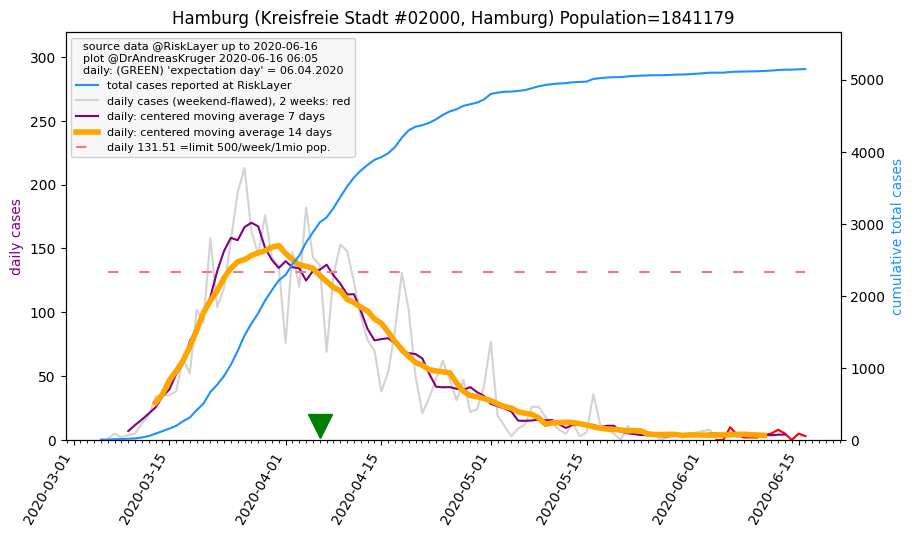 Hamburg (Kreisfreie Stadt #02000, Hamburg) Population=1841179
source data @RiskLayer up to 2020-06-16
plot @DrAndreasKruger 2020-06-16 06:05
daily: (GREEN) 'expectation day' = 06.04.2020
total cases reported at RiskLayer
daily cases (weekend-flawed), 2 weeks: red
daily: centered moving average 7 days
daily: centered moving average 14 days
daily 131.51 =limit 500/week/1mio pop.
daily cases
300
250
200
150
100
50
0
cumulative total cases
5000
4000
3000
2000
1000
0
2020-03-01
2020-03-15
2020-04-01
2020-04-15
2020-05-01
2020-05-15
2020-06-01
2020-06-15